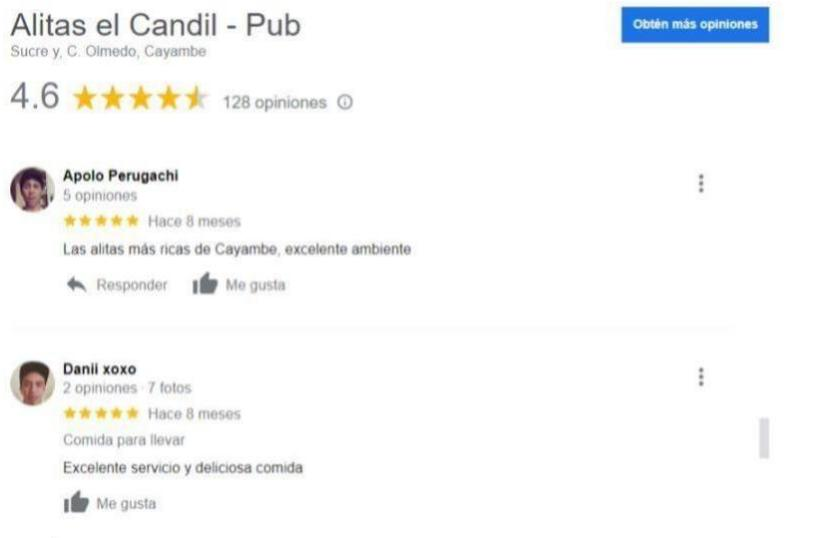 Alitas el Candil - Pub
Obtén más opiniones
Sucre y, C. Olmedo, Cayambe
4.6 128 opiniones
Apolo Perugachi
5 opiniones
Hace 8 meses
Las alitas más ricas de Cayambe, excelente ambiente
Responder Me gusta
Danii xoxo
2 opiniones · 7 fotos
Hace 8 meses
Comida para llevar
Excelente servicio y deliciosa comida
Me gusta